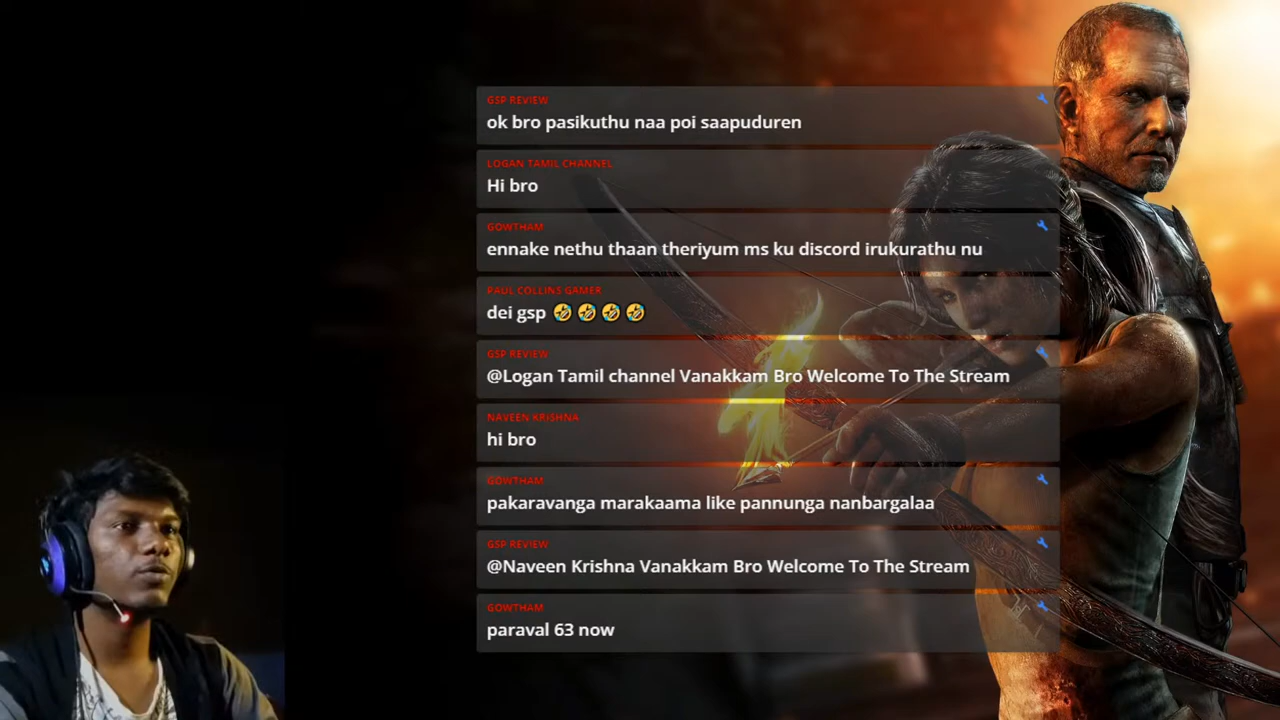 GSP REVIEW
ok bro pasikuthu naa poi saapuduren
LOGAN TAMIL CHANNEL
Hi bro
GOWTHAM
ennake nethu thaan theriyum ms ku discord irukurathu nu
PAUL COLLINS GAMER
dei gsp 🤣🤣🤣🤣
GSP REVIEW
@Logan Tamil channel Vanakkam Bro Welcome To The Stream
NAVEEN KRISHNA
hi bro
GOWTHAM
pakaravanga marakaama like pannunga nanbargalaa
GSP REVIEW
@Naveen Krishna Vanakkam Bro Welcome To The Stream
GOWTHAM
paraval 63 now